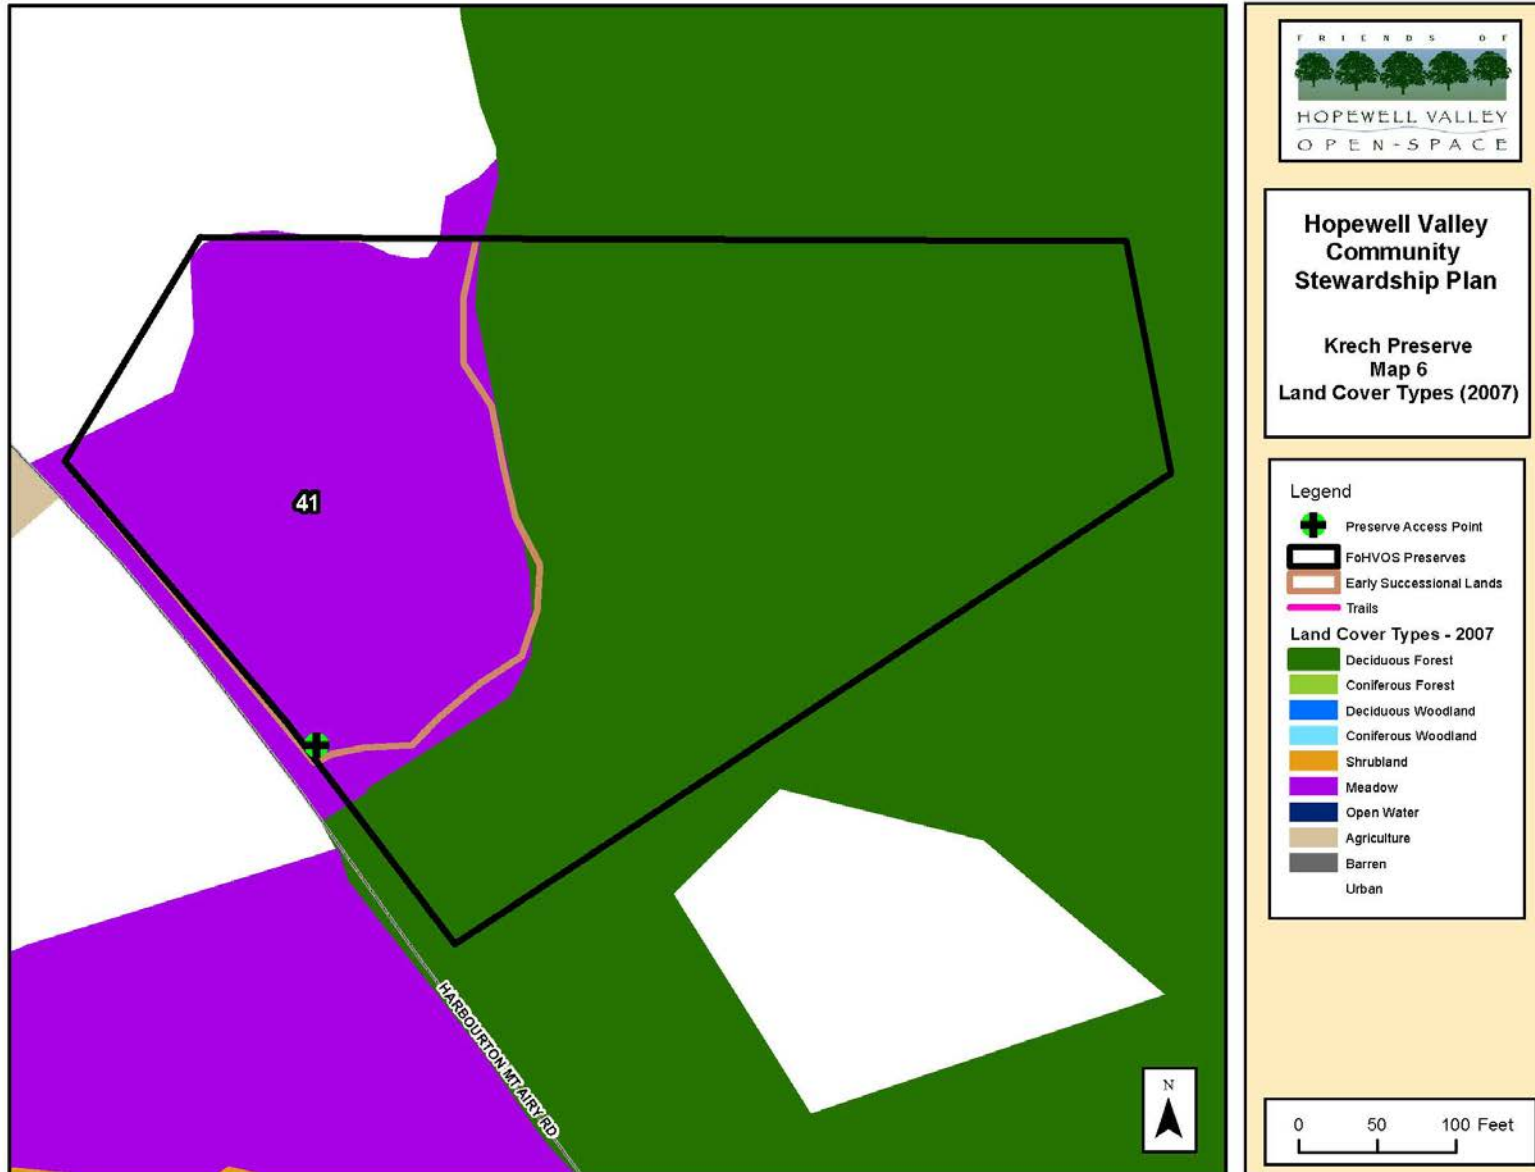 41
HARBOURTON MT AIRY RD
N
FRIENDS OF
HOPEWELL VALLEY
OPEN-SPACE
Hopewell Valley
Community
Stewardship Plan
Krech Preserve
Map 6
Land Cover Types (2007)
Legend
Preserve Access Point
FoHVOS Preserves
Early Successional Lands
Trails
Land Cover Types - 2007
Deciduous Forest
Coniferous Forest
Deciduous Woodland
Coniferous Woodland
Shrubland
Meadow
Open Water
Agriculture
Barren
Urban
0 50 100 Feet